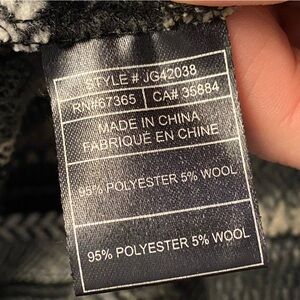 STYLE # JG42038
RN#67365 CA# 35884
MADE IN CHINA
FABRIQUÉ EN CHINE
95% POLYESTER 5% WOOL
95% POLYESTER 5% WOOL